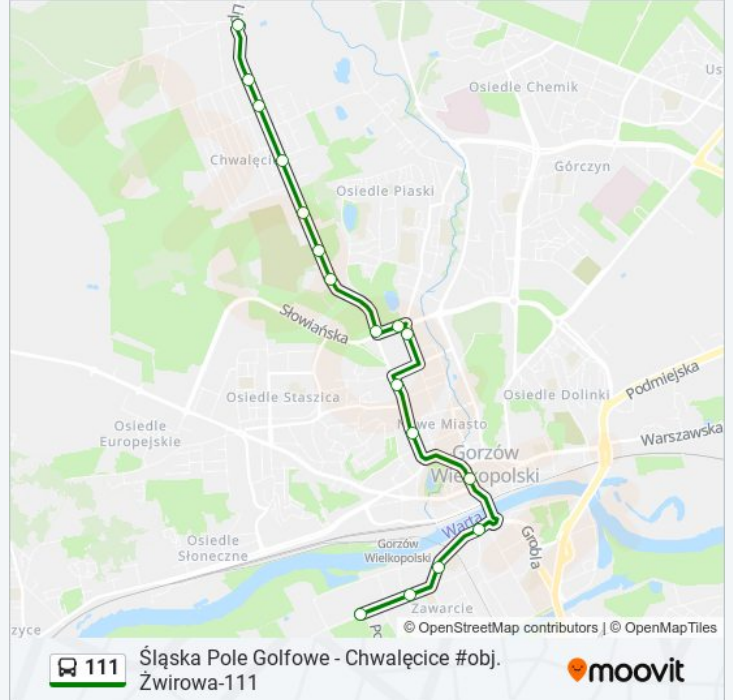 Lip
Osiedle Chemik
Us
Chwalęci
Górczyn
Osiedle Piaski
Słowiańska
Podmiejska
Osiedle Staszica
Osiedle Dolinki
Osiedle
Europejskie
Nowe Miasto
Warszawska
Gorzów
Wielkopolski
Warta
Grobla
Osiedle
Słoneczne
Gorzów
Wielkopolski
Zawarcie
zyce
© OpenStreetMap contributors | © OpenMapTiles
111
Śląska Pole Golfowe - Chwalęcice #obj.
Żwirowa-111
moovit